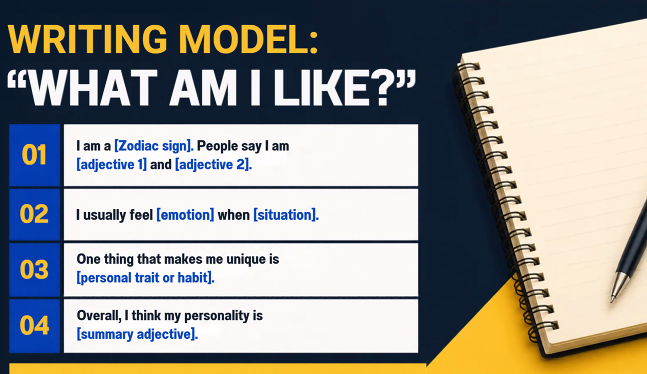 WRITING MODEL:
“WHAT AM I LIKE?”
01
I am a [Zodiac sign]. People say I am
[adjective 1] and [adjective 2].
02
I usually feel [emotion] when [situation].
03
One thing that makes me unique is
[personal trait or habit].
04
Overall, I think my personality is
[summary adjective].